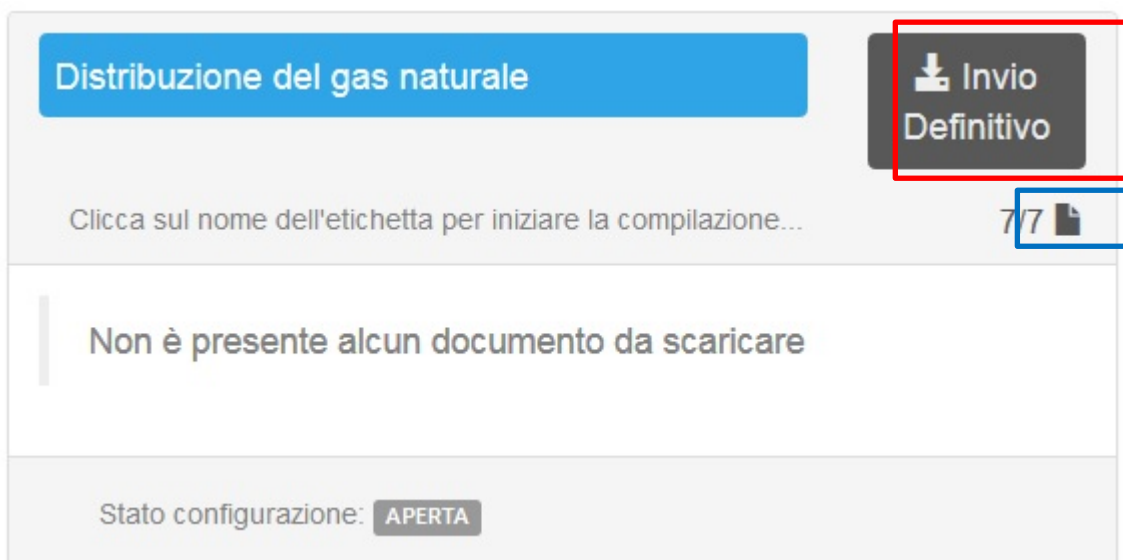 Distribuzione del gas naturale
Invio
Definitivo
Clicca sul nome dell'etichetta per iniziare la compilazione...
7/7
Non è presente alcun documento da scaricare
Stato configurazione: APERTA